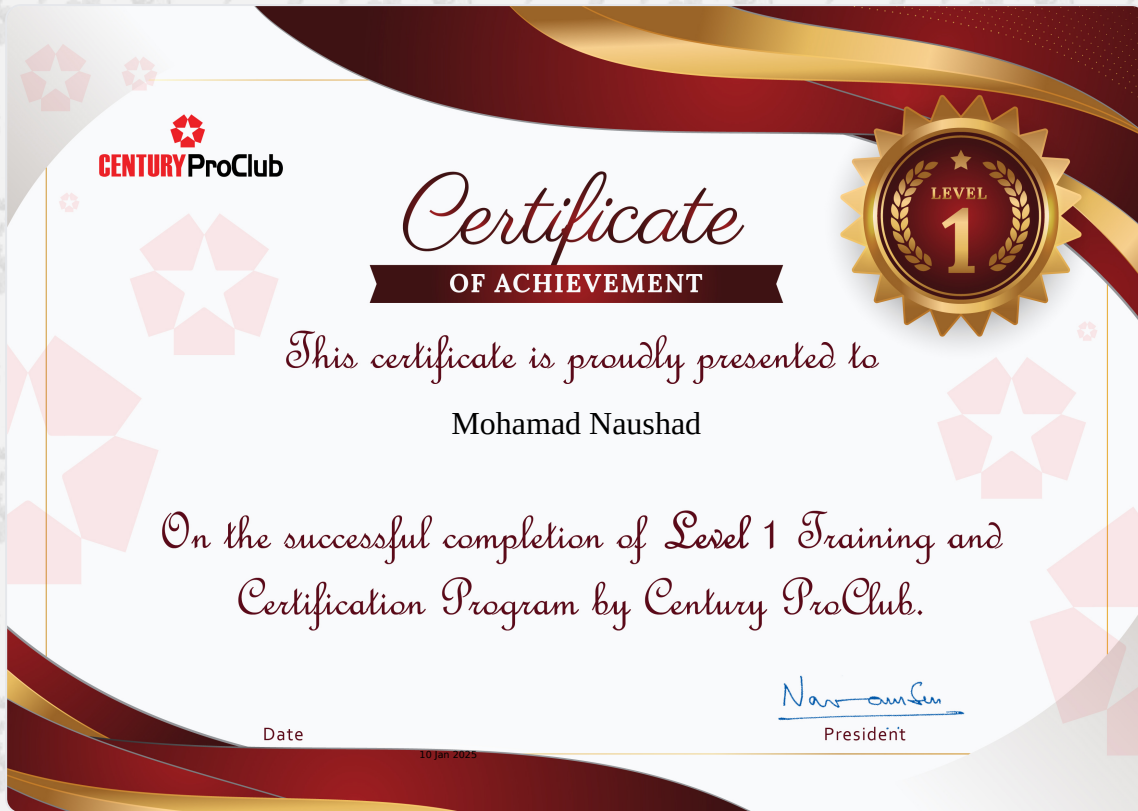 CENTURY ProClub
LEVEL
1
Certificate
OF ACHIEVEMENT
This certificate is proudly presented to
Mohamad Naushad
On the successful completion of Level 1 Training and
Certification Program by Century ProClub.
Date
President
10 Jan 2025